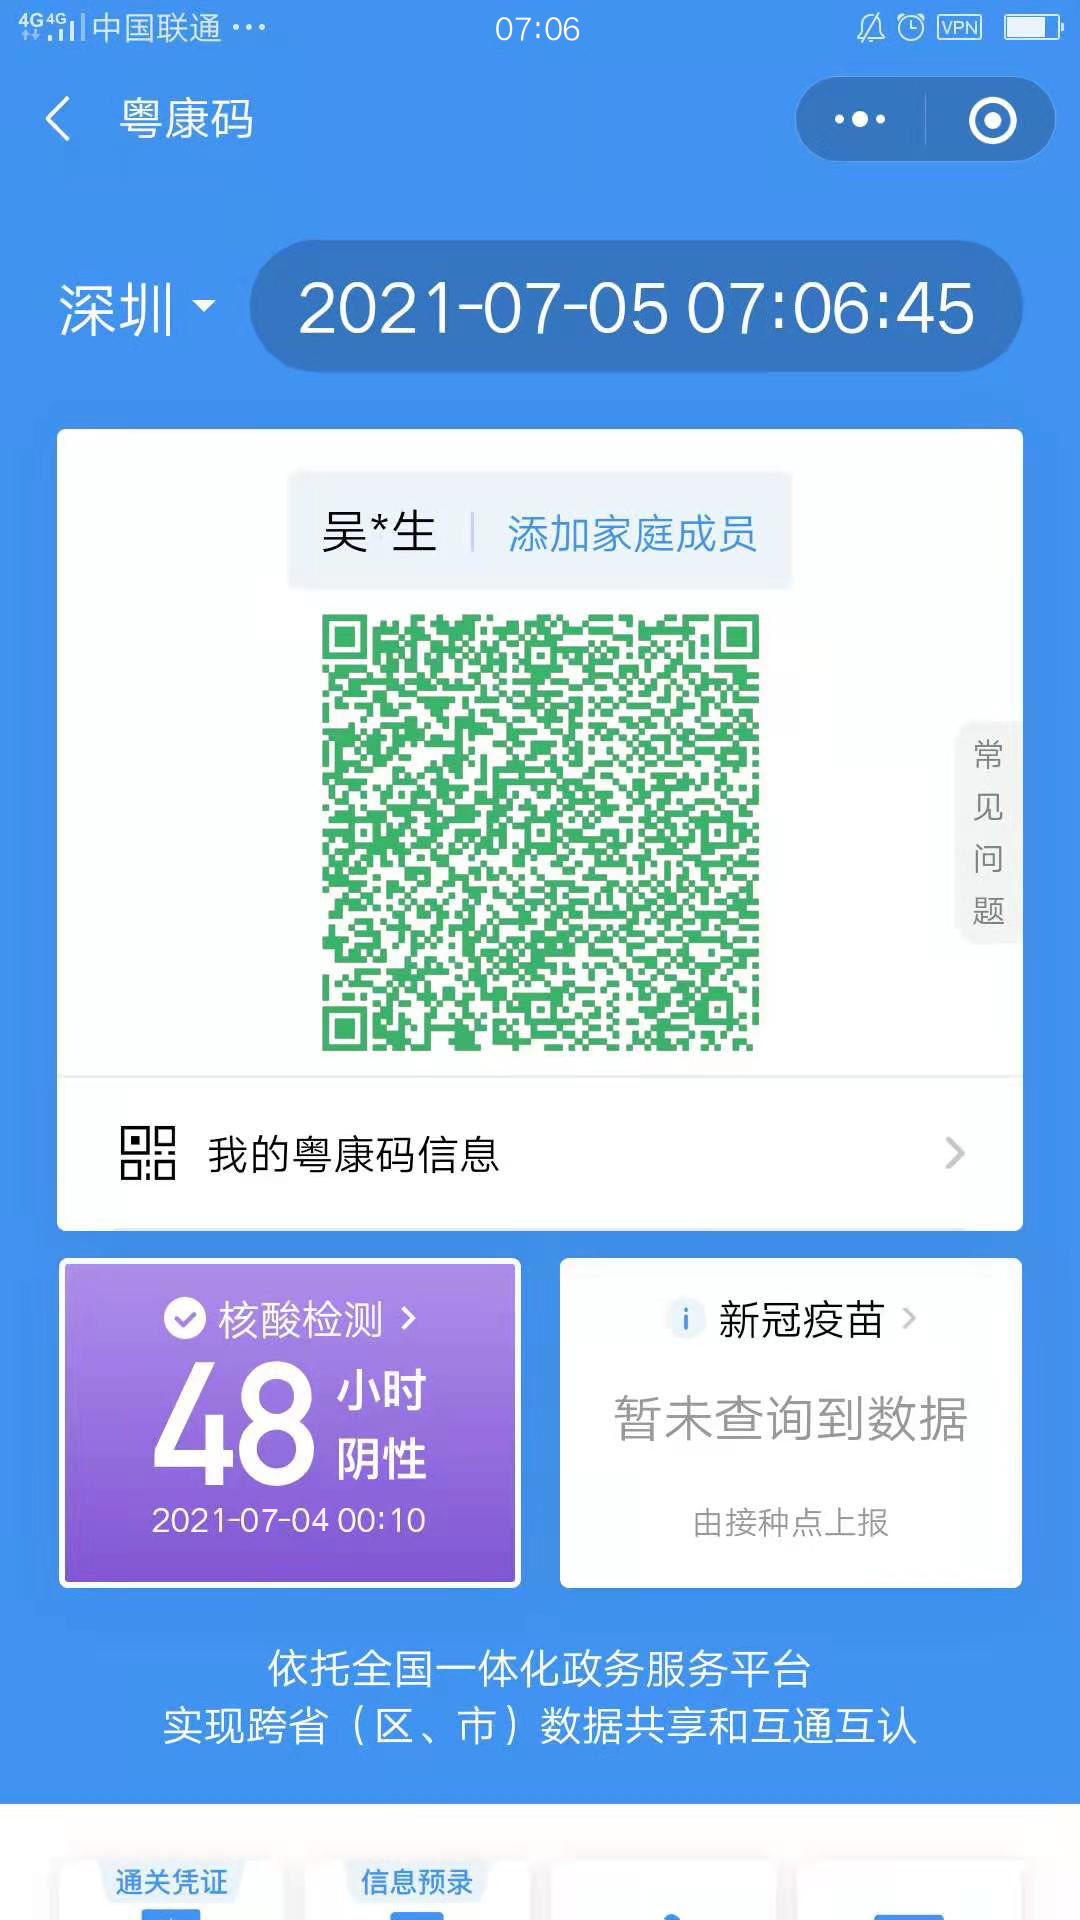 4G 4G 中国联通 ··· 07:06 VPN
粤康码
深圳 2021-07-05 07:06:45
吴*生 添加家庭成员
常见问题
我的粤康码信息
核酸检测
48 小时
阴性
2021-07-04 00:10
新冠疫苗
暂未查询到数据
由接种点上报
依托全国一体化政务服务平台
实现跨省（区、市）数据共享和互通互认
通关凭证 信息预录